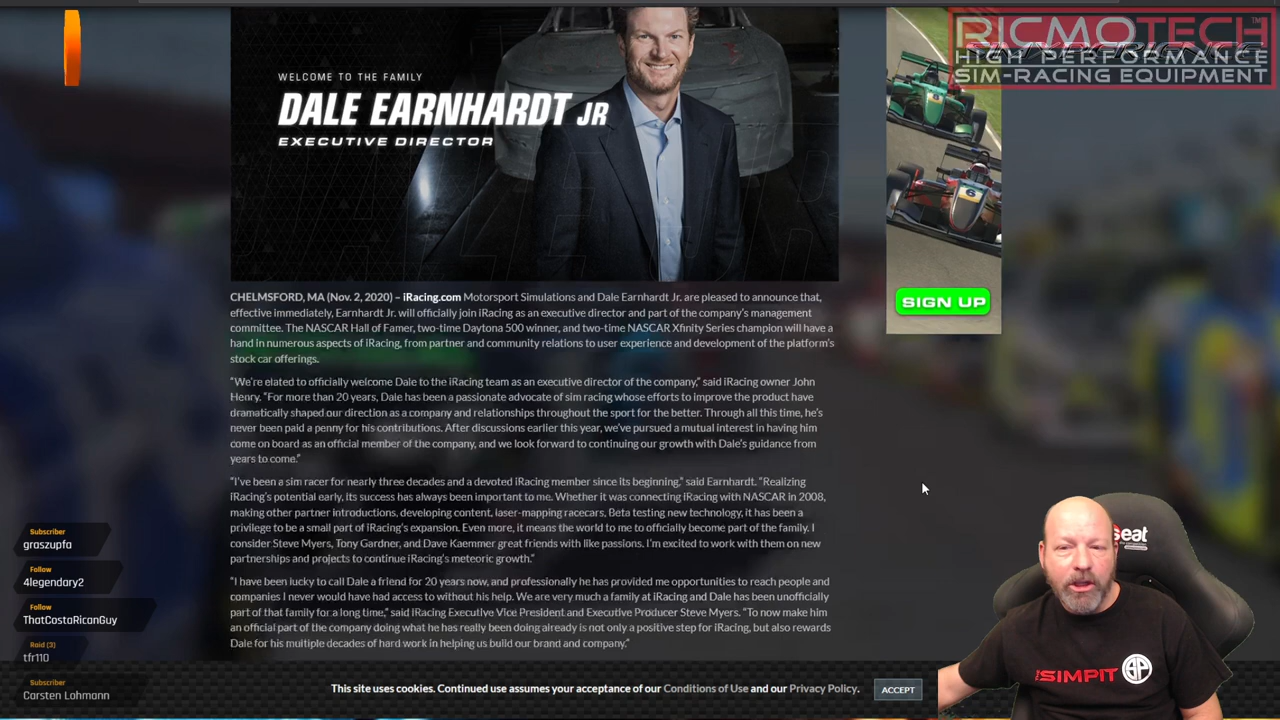 RICMOTECH™
HIGH PERFORMANCE
SIM-RACING EQUIPMENT
WELCOME TO THE FAMILY
DALE EARNHARDT JR
EXECUTIVE DIRECTOR
6
SIGN UP
CHELMSFORD, MA (Nov. 2, 2020) – iRacing.com Motorsport Simulations and Dale Earnhardt Jr. are pleased to announce that,
effective immediately, Earnhardt Jr. will officially join iRacing as an executive director and part of the company's management
committee. The NASCAR Hall of Famer, two-time Daytona 500 winner, and two-time NASCAR Xfinity Series champion will have a
hand in numerous aspects of iRacing, from partner and community relations to user experience and development of the platform's
stock car offerings.
"We're elated to officially welcome Dale to the iRacing team as an executive director of the company," said iRacing owner John
Henry. "For more than 20 years, Dale has been a passionate advocate of sim racing whose efforts to improve the product have
dramatically shaped our direction as a company and relationships throughout the sport for the better. Through all this time, he's
never been paid a penny for his contributions. After discussions earlier this year, we've pursued a mutual interest in having him
come on board as an official member of the company, and we look forward to continuing our growth with Dale's guidance from
years to come."
"I've been a sim racer for nearly three decades and a devoted iRacing member since its beginning," said Earnhardt. "Realizing
iRacing's potential early, its success has always been important to me. Whether it was connecting iRacing with NASCAR in 2008,
making other partner introductions, developing content, laser-mapping racecars, Beta testing new technology, it has been a
privilege to be a small part of iRacing's expansion. Even more, it means the world to me to officially become part of the family. I
consider Steve Myers, Tony Gardner, and Dave Kaemmer great friends with like passions. I'm excited to work with them on new
partnerships and projects to continue iRacing's meteoric growth."
"I have been lucky to call Dale a friend for 20 years now, and professionally he has provided me opportunities to reach people and
companies I never would have had access to without his help. We are very much a family at iRacing and Dale has been unofficially
part of that family for a long time," said iRacing Executive Vice President and Executive Producer Steve Myers. "To now make him
an official part of the company doing what he has really been doing already is not only a positive step for iRacing, but also rewards
Dale for his multiple decades of hard work in helping us build our brand and company."
Subscriber
graszupfa
Follow
4legendary2
Follow
ThatCostaRicanGuy
Raid (3)
tfr110
Subscriber
Carsten Lohmann
This site uses cookies. Continued use assumes your acceptance of our Conditions of Use and our Privacy Policy.
ACCEPT
seat
SIMPIT